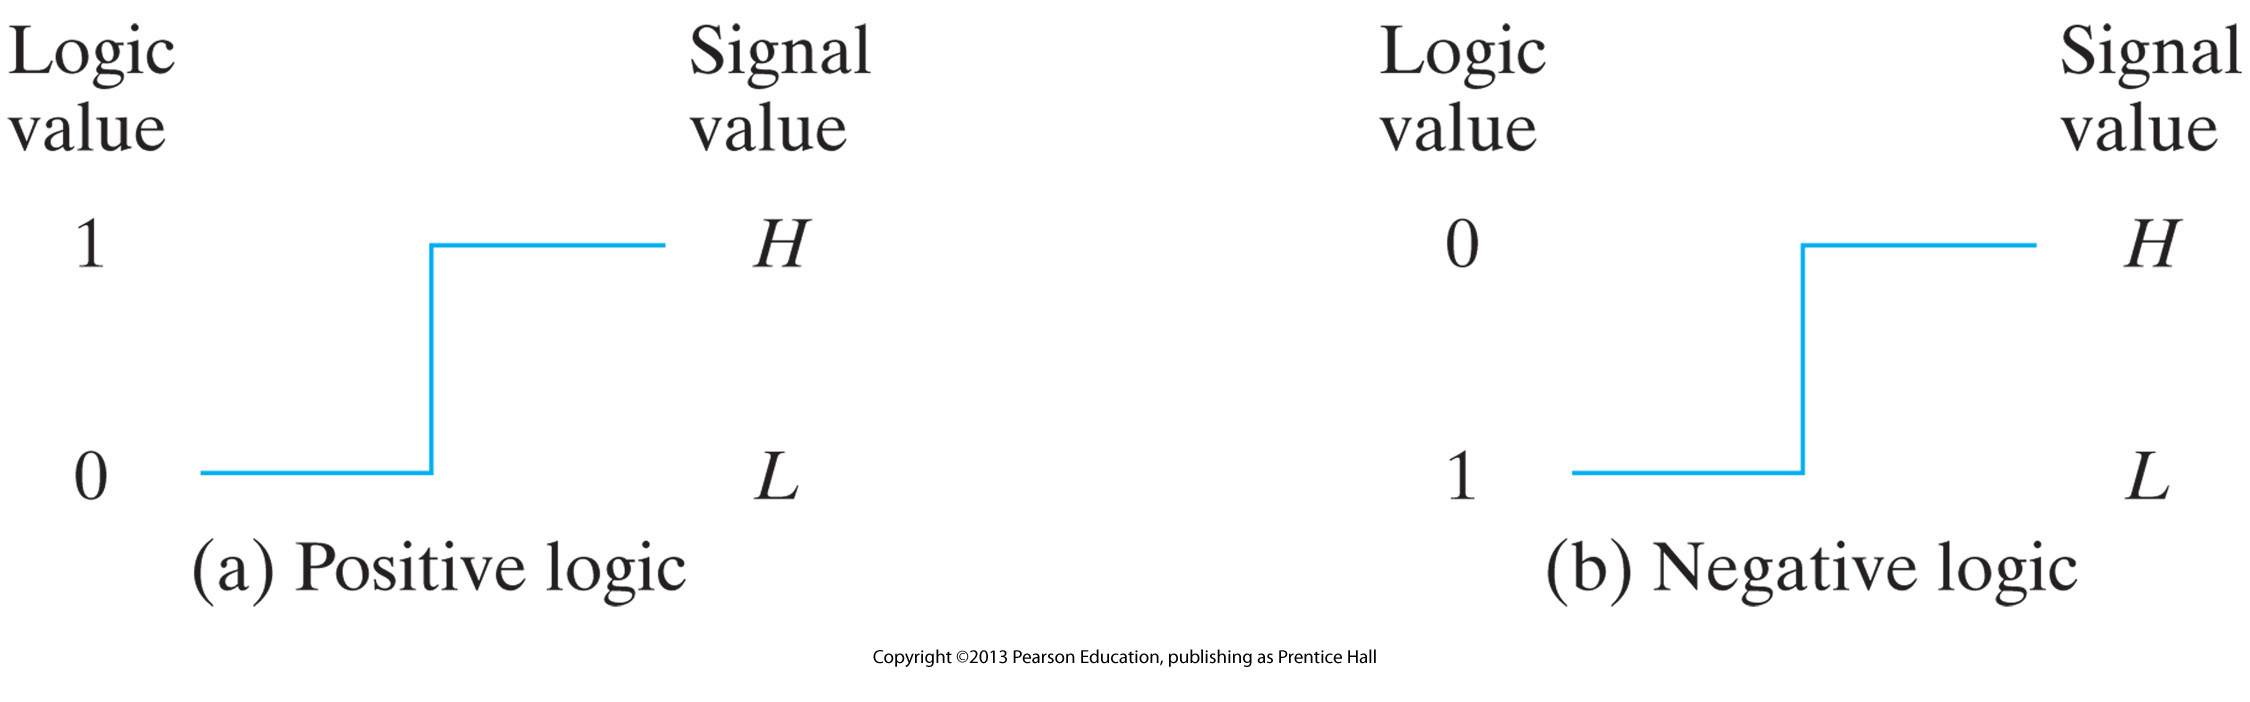 Logic
value
Signal
value
1
H
0
L
(a) Positive logic
Logic
value
Signal
value
0
H
1
L
(b) Negative logic
Copyright ©2013 Pearson Education, publishing as Prentice Hall